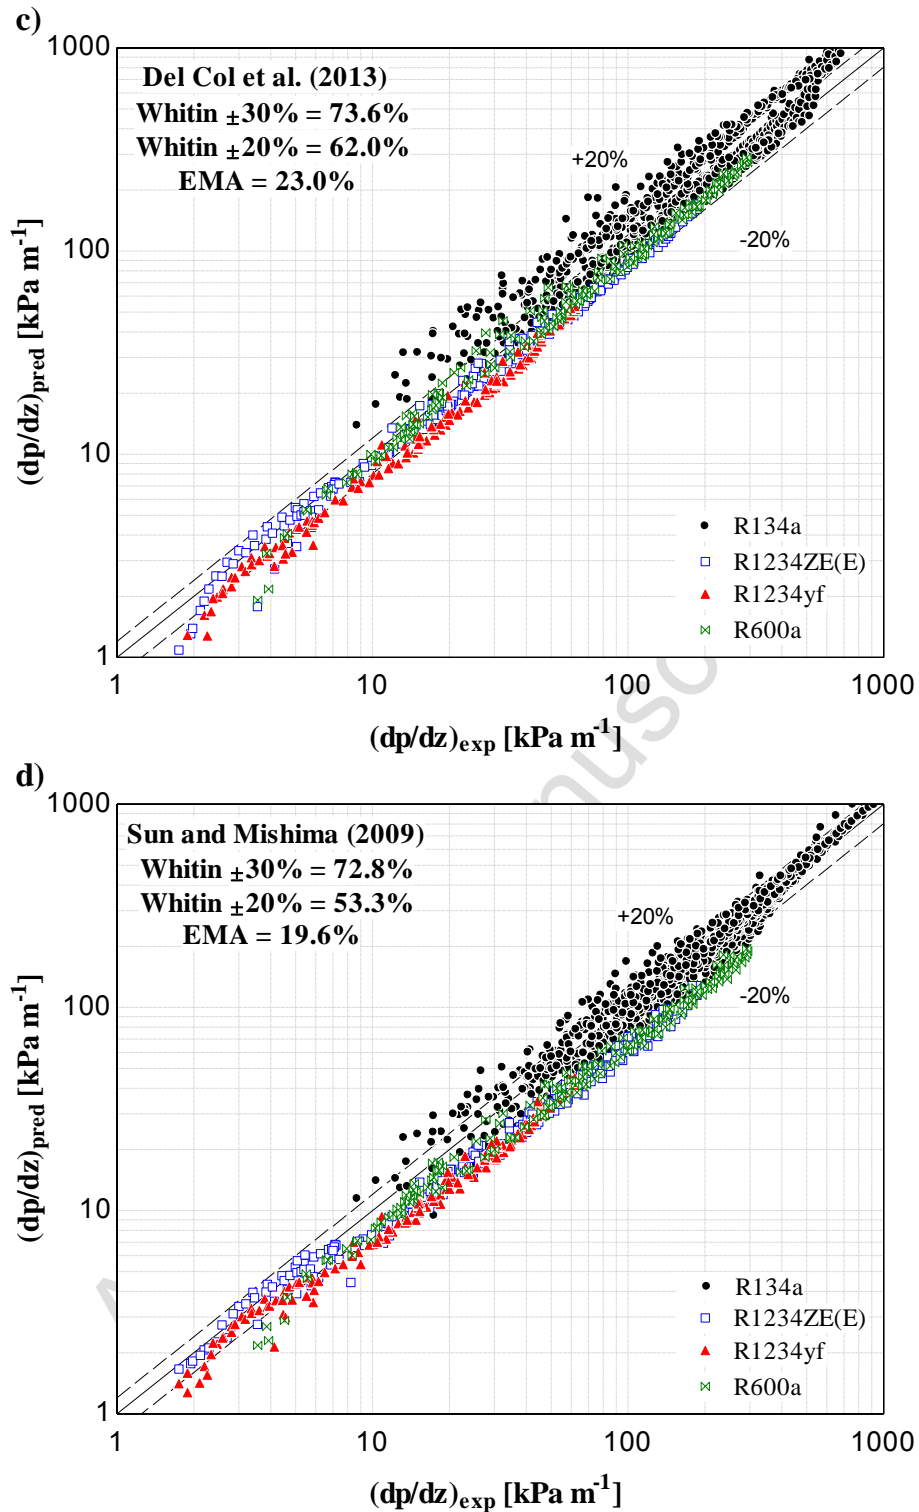 c)
1000
100
10
1
Del Col et al. (2013)
Whitin ±30% = 73.6%
Whitin ±20% = 62.0%
EMA = 23.0%
+20%
-20%
(dp/dz)pred [kPa m-1]
R134a
R1234ZE(E)
R1234yf
R600a
1 10 100 1000
(dp/dz)exp [kPa m-1]
d)
1000
100
10
1
Sun and Mishima (2009)
Whitin ±30% = 72.8%
Whitin ±20% = 53.3%
EMA = 19.6%
+20%
-20%
(dp/dz)pred [kPa m-1]
R134a
R1234ZE(E)
R1234yf
R600a
1 10 100 1000
(dp/dz)exp [kPa m-1]